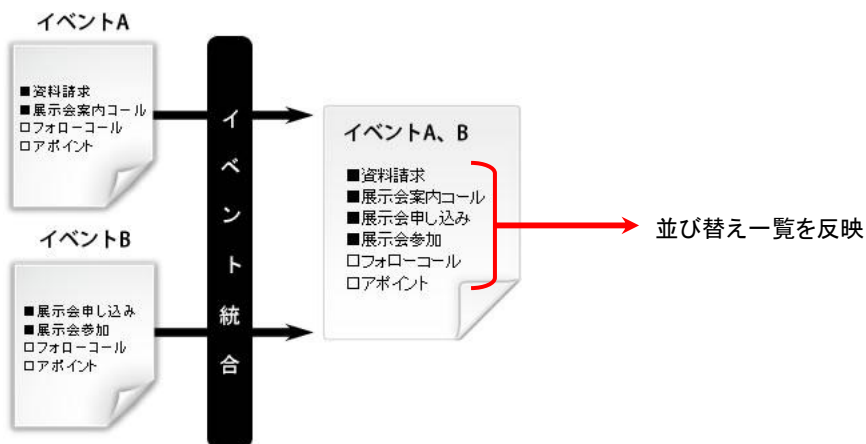 イベントA
■資料請求
■展示会案内コール
□フォローコール
□アポイント
イベントB
■展示会申し込み
■展示会参加
□フォローコール
□アポイント
イベント統合
イベントA、B
■資料請求
■展示会案内コール
■展示会申し込み
■展示会参加
□フォローコール
□アポイント
並び替え一覧を反映